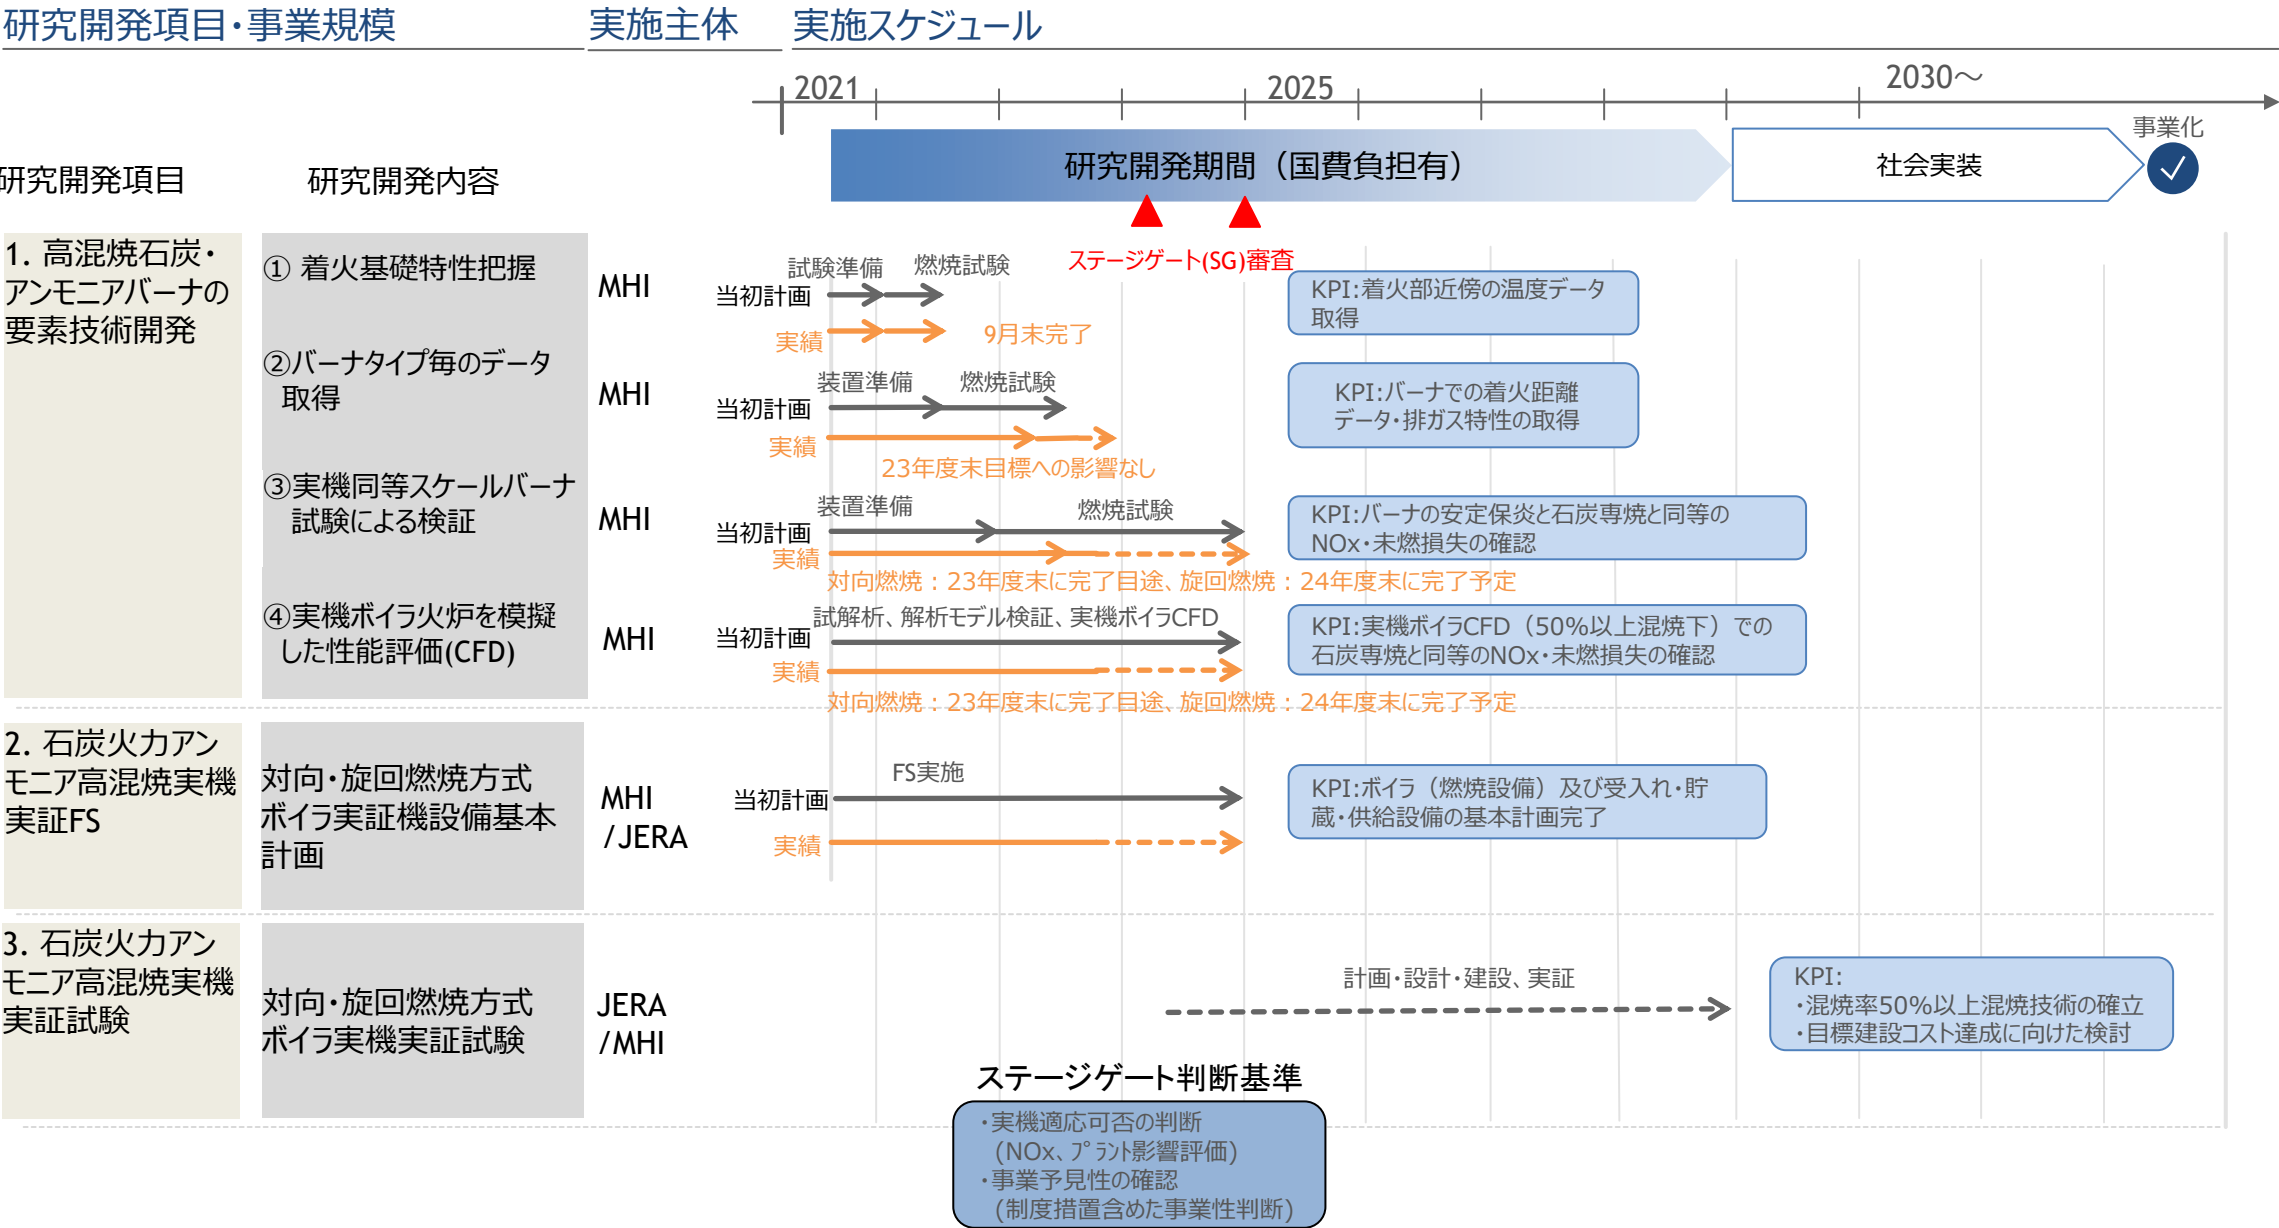 研究開発項目・事業規模
実施主体
実施スケジュール
2021
2025
2030～
研究開発期間（国費負担有）
社会実装
事業化
研究開発項目
研究開発内容
ステージゲート(SG)審査
1. 高混焼石炭・
アンモニアバーナの
要素技術開発
① 着火基礎特性把握
MHI
試験準備
燃焼試験
当初計画
実績
9月末完了
KPI:着火部近傍の温度データ
取得
②バーナタイプ毎のデータ
取得
MHI
装置準備
燃焼試験
当初計画
実績
23年度末目標への影響なし
KPI:バーナでの着火距離
データ・排ガス特性の取得
③実機同等スケールバーナ
試験による検証
MHI
装置準備
燃焼試験
当初計画
実績
対向燃焼：23年度末に完了目途、旋回燃焼：24年度末に完了予定
KPI:バーナの安定保炎と石炭専焼と同等の
NOx・未燃損失の確認
④実機ボイラ火炉を模擬
した性能評価(CFD)
MHI
試解析、解析モデル検証、実機ボイラCFD
当初計画
実績
対向燃焼：23年度末に完了目途、旋回燃焼：24年度末に完了予定
KPI:実機ボイラCFD（50%以上混焼下）での
石炭専焼と同等のNOx・未燃損失の確認
2. 石炭火力アン
モニア高混焼実機
実証FS
対向・旋回燃焼方式
ボイラ実証機設備基本
計画
MHI
/JERA
FS実施
当初計画
実績
KPI:ボイラ（燃焼設備）及び受入れ・貯
蔵・供給設備の基本計画完了
3. 石炭火力アン
モニア高混焼実機
実証試験
対向・旋回燃焼方式
ボイラ実機実証試験
JERA
/MHI
計画・設計・建設、実証
KPI:
・混焼率50%以上混焼技術の確立
・目標建設コスト達成に向けた検討
ステージゲート判断基準
・実機適応可否の判断
(NOx、プラント影響評価)
・事業予見性の確認
(制度措置含めた事業性判断)